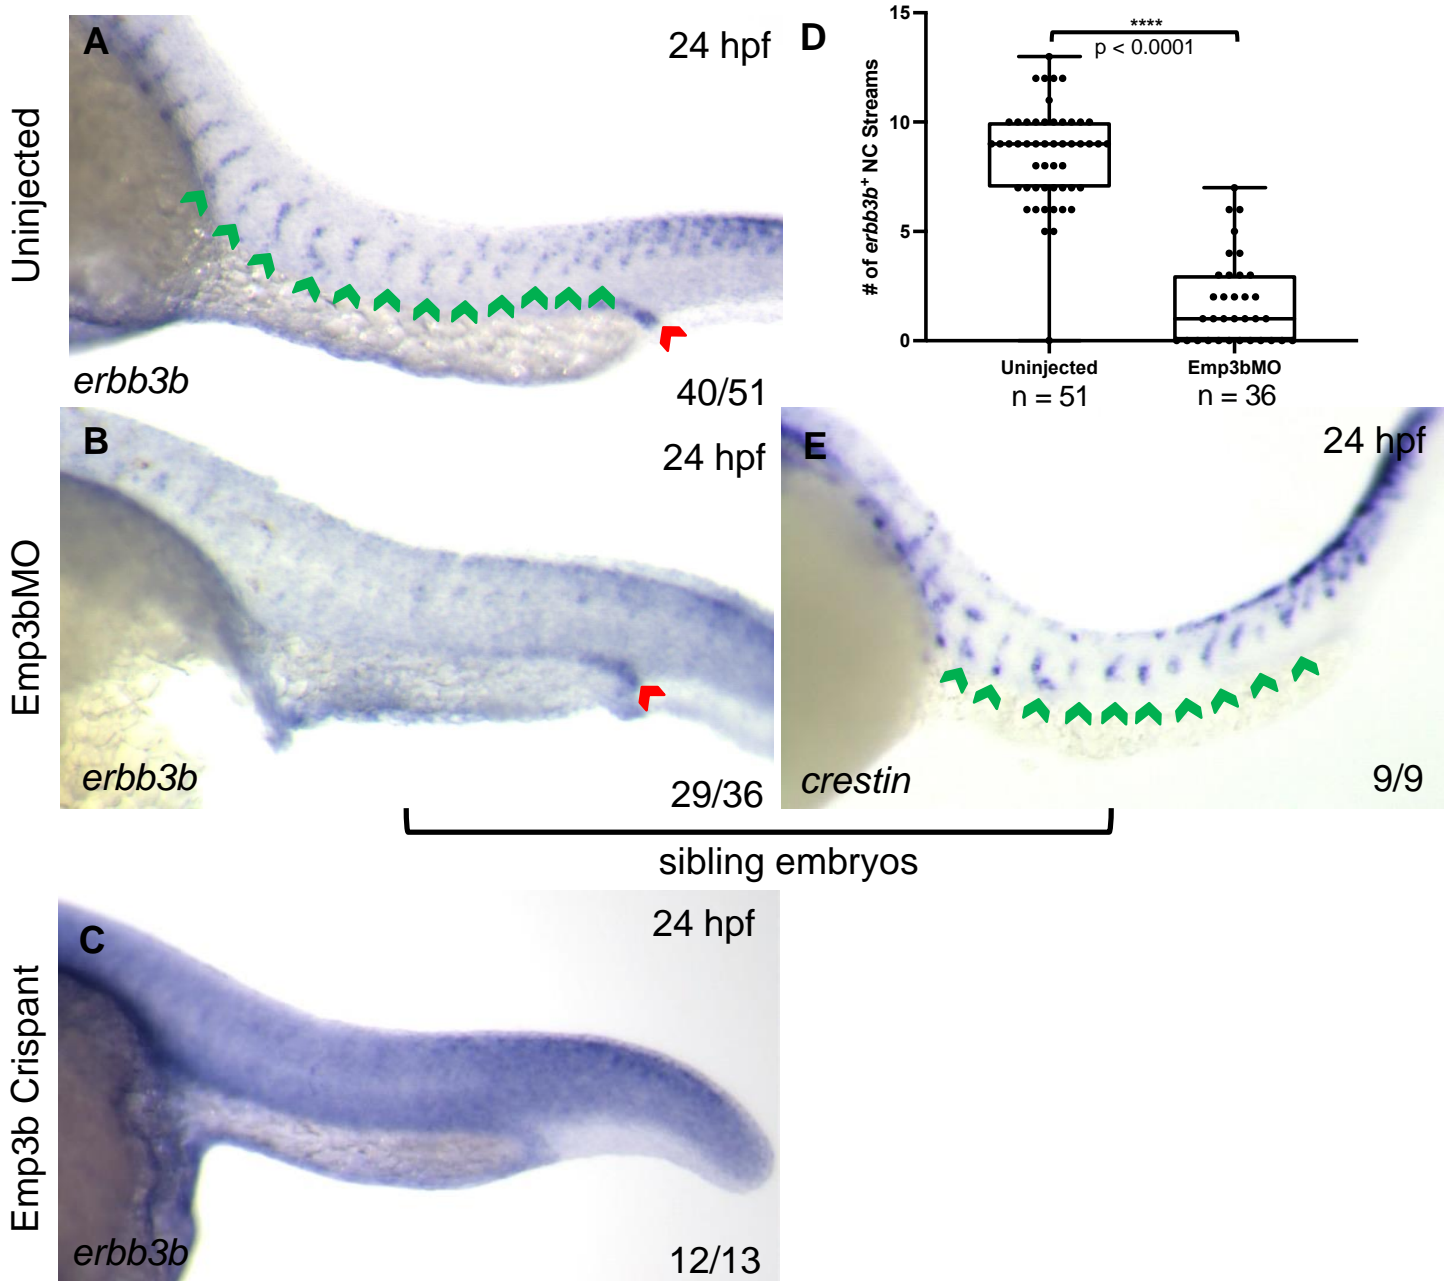 Uninjected
A
24 hpf
erbb3b
40/51
D
# of erbb3b+ NC Streams
15
10
5
0
****
p < 0.0001
Uninjected
Emp3bMO
n = 51
n = 36
Emp3bMO
B
24 hpf
erbb3b
29/36
E
24 hpf
crestin
9/9
sibling embryos
Emp3b Crispant
C
24 hpf
erbb3b
12/13